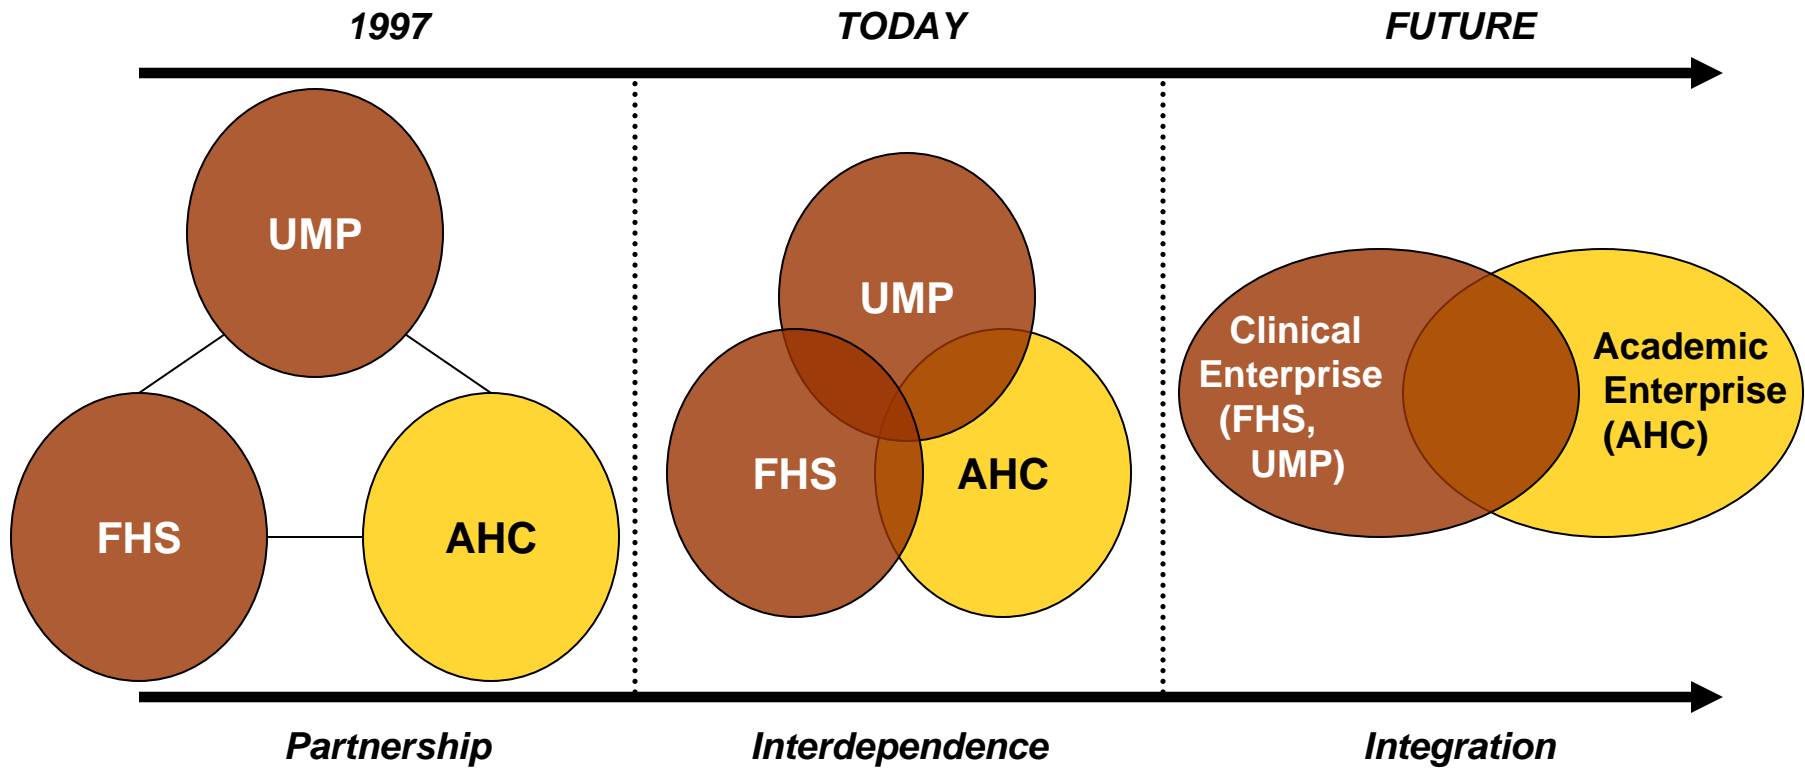 1997
TODAY
FUTURE
UMP
FHS
AHC
UMP
FHS
AHC
Clinical
Enterprise
(FHS,
UMP)
Academic
Enterprise
(AHC)
Partnership
Interdependence
Integration